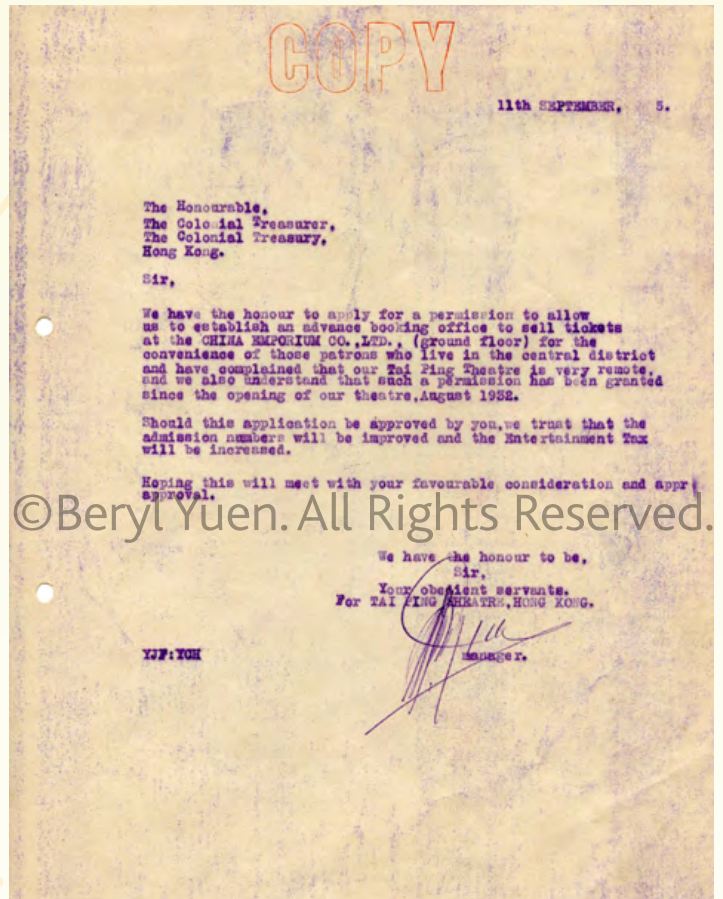 COPY
11th SEPTEMBER, 5.
The Honourable,
The Colonial Treasurer,
The Colonial Treasury,
Hong Kong.
Sir,
We have the honour to apply for a permission to allow
us to establish an advance booking office to sell tickets
at the CHINA EMPORIUM CO.,LTD., (ground floor) for the
convenience of those patrons who live in the central district
and have complained that our Tai Ping Theatre is very remote,
and we also understand that such a permission has been granted
since the opening of our theatre,August 1932.
Should this application be approved by you,we trust that the
admission numbers will be improved and the Entertainment Tax
will be increased.
Hoping this will meet with your favourable consideration and appr
approval.
©Beryl Yuen. All Rights Reserved.
We have the honour to be,
Sir,
Your obedient servants.
For TAI PING THEATRE,HONG KONG.
YJF:YCH manager.